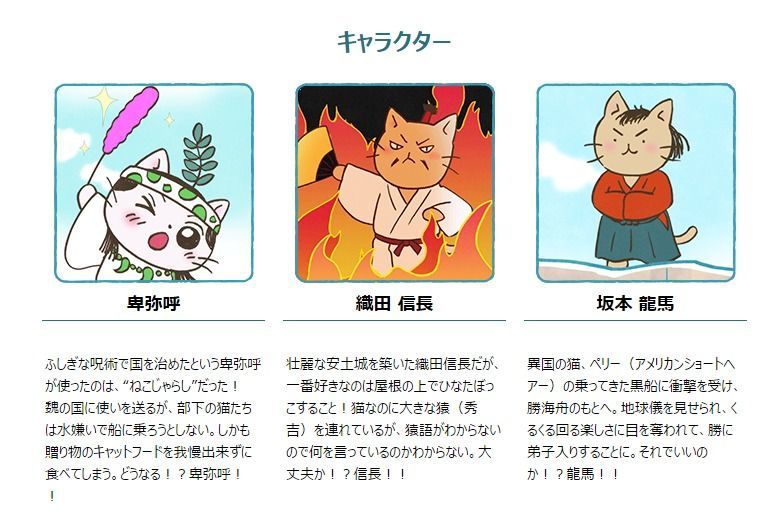 キャラクター
卑弥呼
ふしぎな呪術で国を治めたという卑弥呼
が使ったのは、“ねこじゃらし”だった！
魏の国に使いを送るが、部下の猫たち
は水嫌いで船に乗ろうとしない。しかも
贈り物のキャットフードを我慢出来ずに
食べてしまう。どうなる！？卑弥呼！
！
織田 信長
壮麗な安土城を築いた織田信長だが、
一番好きなのは屋根の上でひなたぼっ
こすること！猫なのに大きな猿（秀
吉）を連れているが、猿語がわからない
ので何を言っているのかわからない。大
丈夫か！？信長！！
坂本 龍馬
異国の猫、ペリー（アメリカンショートヘ
アー）の乗ってきた黒船に衝撃を受け、
勝海舟のもとへ。地球儀を見せられ、く
るくる回る楽しさに目を奪われて、勝に
弟子入りすることに。それでいいの
か！？龍馬！！